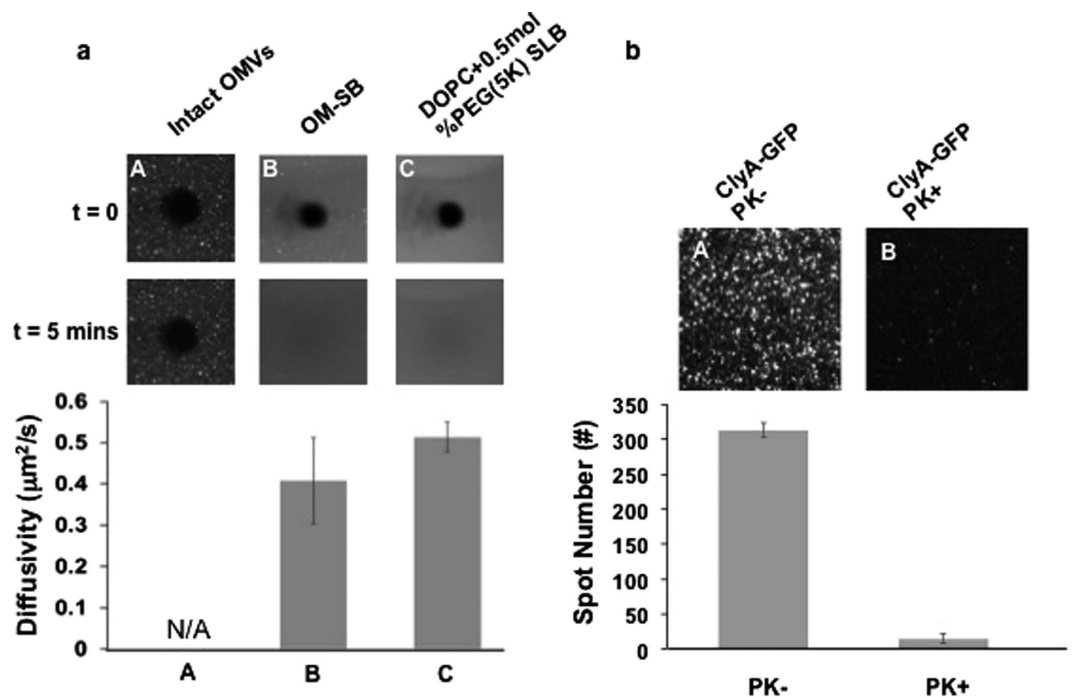 a
Intact OMVs
OM-SB
DOPC+0.5mol
%PEG(5K) SLB
A
B
C
t = 0
t = 5 mins
Diffusivity (µm²/s)
0.6
0.5
0.4
0.3
0.2
0.1
0
N/A
A
B
C
b
ClyA-GFP
PK-
ClyA-GFP
PK+
A
B
Spot Number (#)
350
300
250
200
150
100
50
0
PK-
PK+